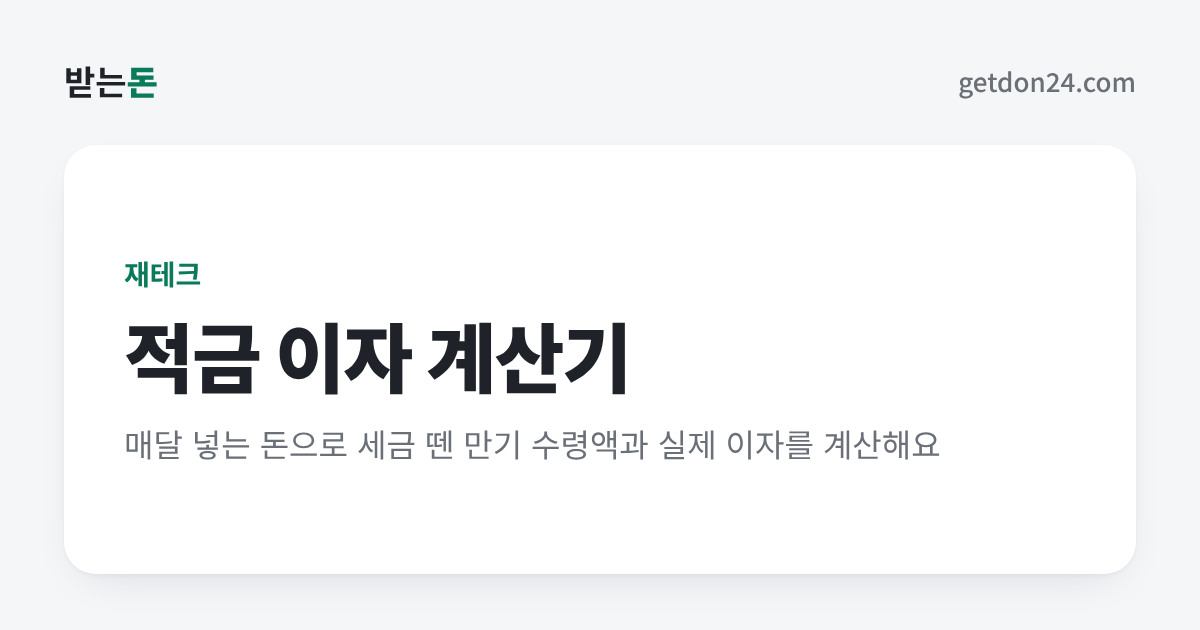 받는돈
getdon24.com
재테크
적금 이자 계산기
매달 넣는 돈으로 세금 뗀 만기 수령액과 실제 이자를 계산해요